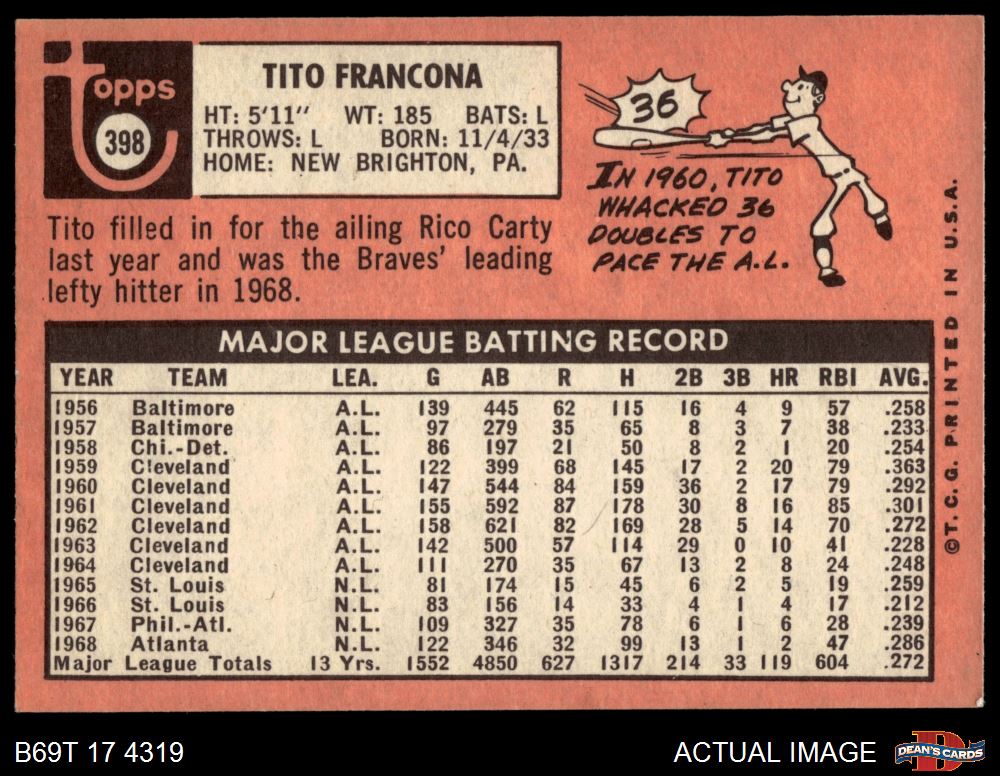 Topps
398
TITO FRANCONA
HT: 5'11" WT: 185 BATS: L
THROWS: L BORN: 11/4/33
HOME: NEW BRIGHTON, PA.
Tito filled in for the ailing Rico Carty
last year and was the Braves' leading
lefty hitter in 1968.
36
IN 1960, TITO
WHACKED 36
DOUBLES TO
PACE THE A.L.
©T.C.G. PRINTED IN U.S.A.
MAJOR LEAGUE BATTING RECORD
YEAR TEAM LEA. G AB R H 2B 3B HR RBI AVG.
1956 Baltimore A.L. 139 445 62 115 16 4 9 57 .258
1957 Baltimore A.L. 97 279 35 65 8 3 7 38 .233
1958 Chi.-Det. A.L. 86 197 21 50 8 2 1 20 .254
1959 Cleveland A.L. 122 399 68 145 17 2 20 79 .363
1960 Cleveland A.L. 147 544 84 159 36 2 17 79 .292
1961 Cleveland A.L. 155 592 87 178 30 8 16 85 .301
1962 Cleveland A.L. 158 621 82 169 28 5 14 70 .272
1963 Cleveland A.L. 142 500 57 114 29 0 10 41 .228
1964 Cleveland A.L. 111 270 35 67 13 2 8 24 .248
1965 St. Louis N.L. 81 174 15 45 6 2 5 19 .259
1966 St. Louis N.L. 83 156 14 33 4 1 4 17 .212
1967 Phil.-Atl. N.L. 109 327 35 78 6 1 6 28 .239
1968 Atlanta N.L. 122 346 32 99 13 1 2 47 .286
Major League Totals 13 Yrs. 1552 4850 627 1317 214 33 119 604 .272
B69T 17 4319
ACTUAL IMAGE
DEAN'S CARDS